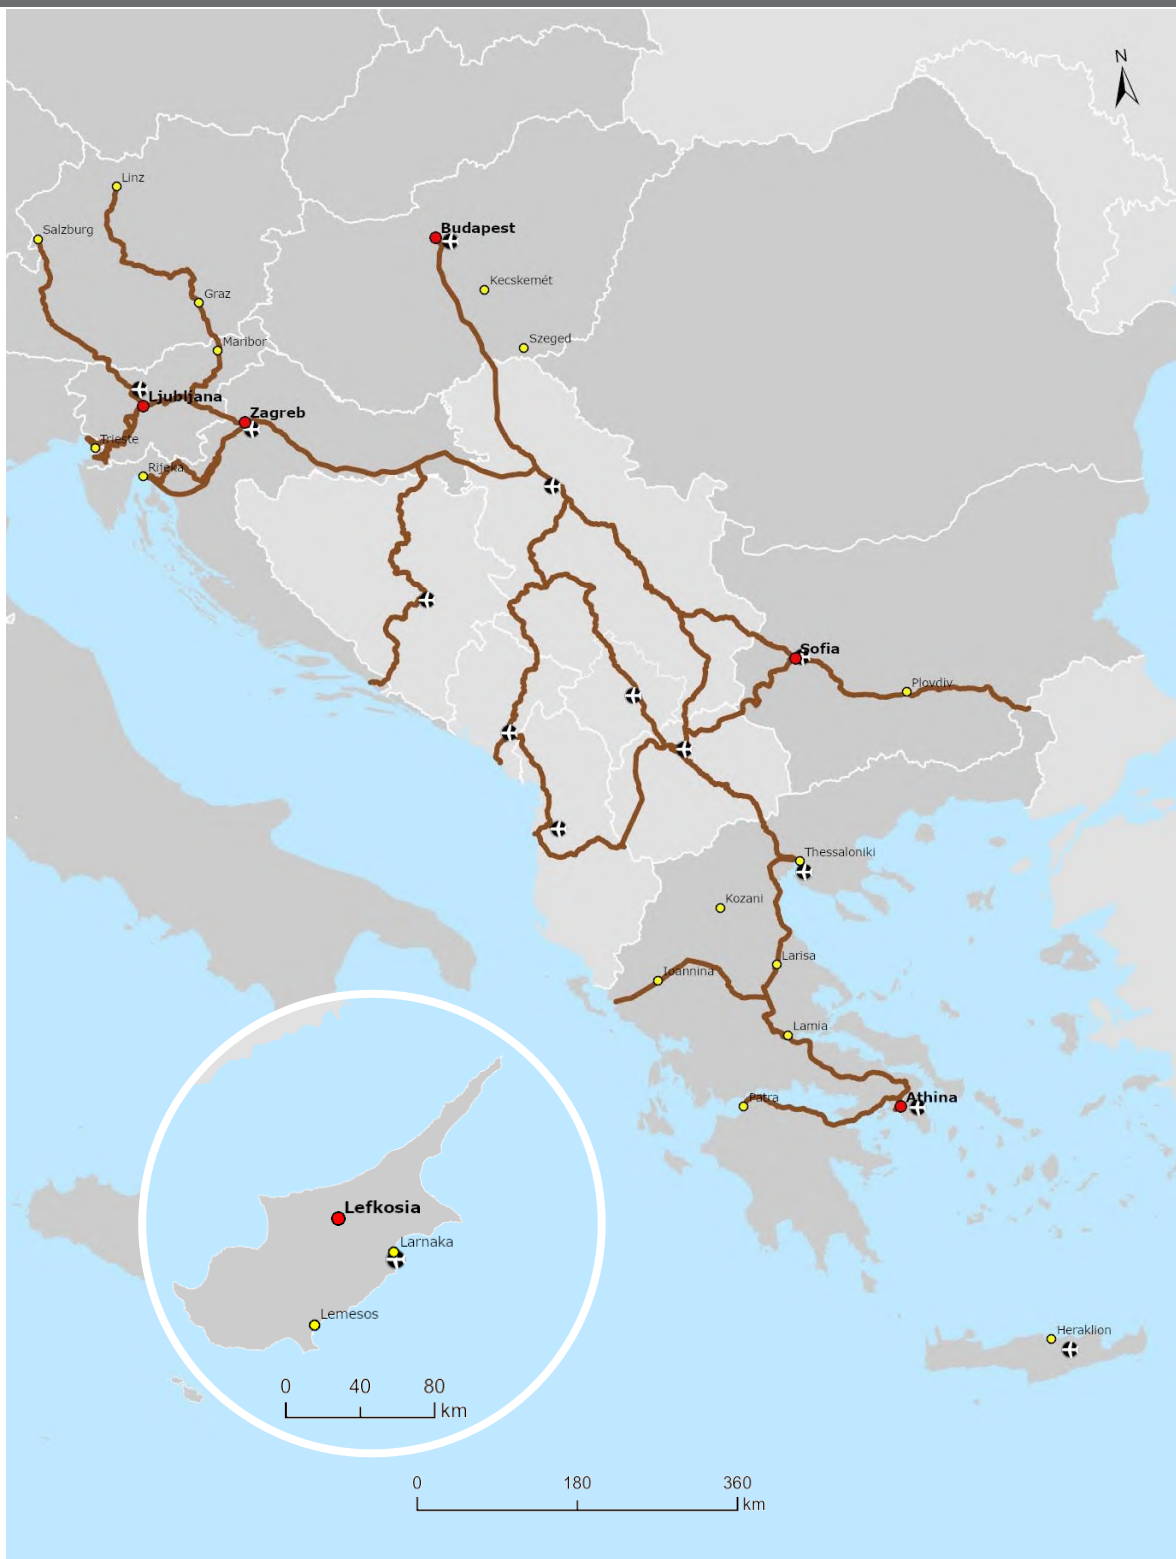 N
Linz
Salzburg
Budapest
Kecskemét
Graz
Szeged
Maribor
Ljubljana
Zagreb
Trieste
Rijeka
Sofia
Plovdiv
Thessaloniki
Kozani
Larisa
Ioannina
Lamia
Athina
Patra
Lefkosia
Larnaka
Lemesos
Heraklion
0 40 80
km
0 180 360
km